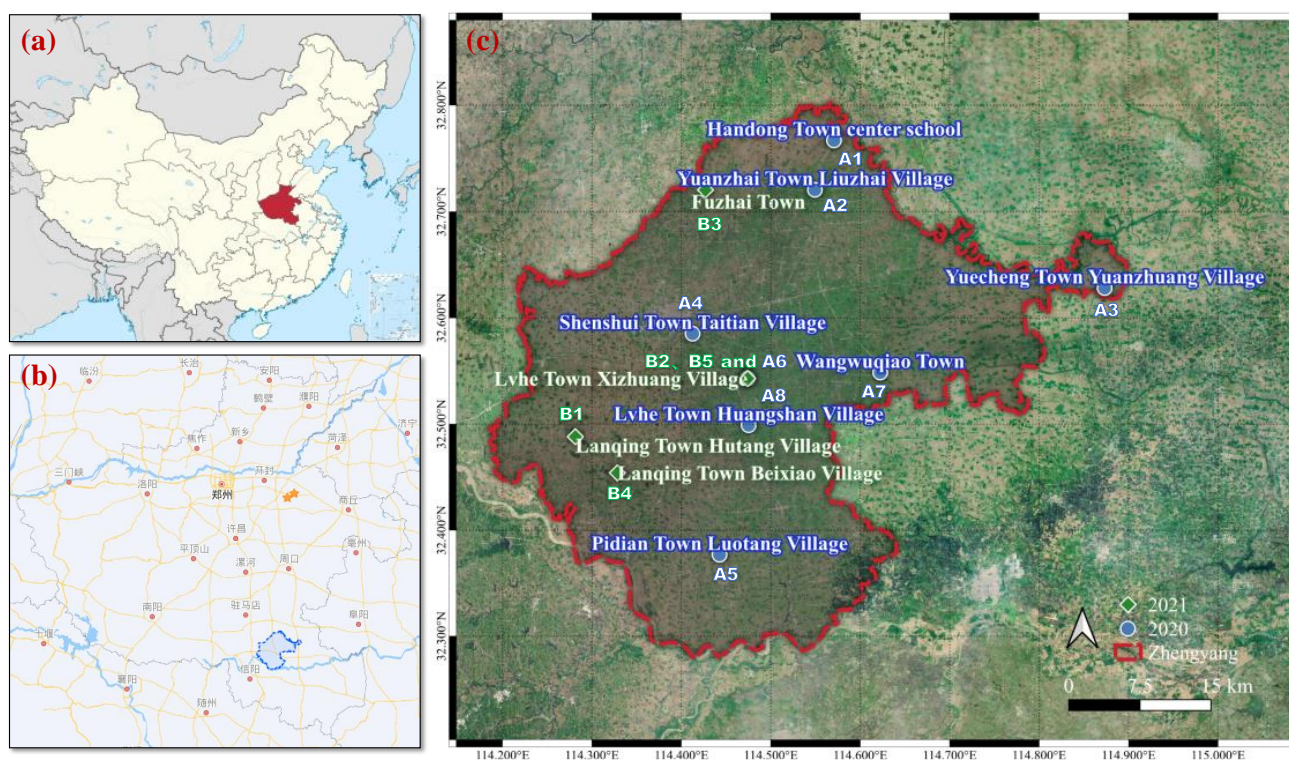 (a)
(b)
临汾
长治
安阳
鹤壁
濮阳
新乡
焦作
菏泽
济宁
三门峡
洛阳
郑州
环封
商丘
许昌
平顶山
周口
亳州
漯河
南阳
驻马店
阜阳
十堰
信阳
襄阳
随州
(c)
32.800°N
32.700°N
32.600°N
32.500°N
32.400°N
32.300°N
Handong Town center school
A1
Yuanzhai Town Liuzhai Village
Fuzhai Town
A2
B3
Yuecheng Town Yuanzhuang Village
A4
A3
Shenshui Town Taitian Village
B2、B5 and A6
Wangwuqiao Town
Lvhe Town Xizhuang Village
A8
A7
B1
Lvhe Town Huangshan Village
Lanqing Town Hutang Village
Lanqing Town Beixiao Village
B4
Pidian Town Luotang Village
A5
2021
2020
Zhengyang
0 7.5 15 km
114.200°E 114.300°E 114.400°E 114.500°E 114.600°E 114.700°E 114.800°E 114.900°E 115.000°E